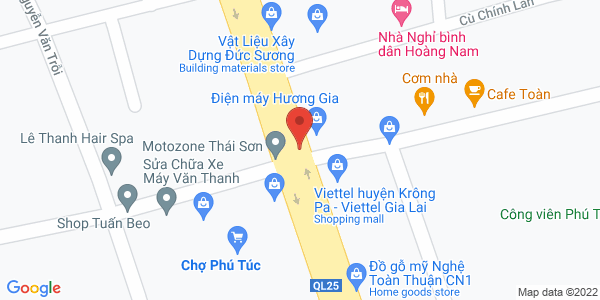 Cù Chính Lan
Nguyễn Văn Trỗi
Vật Liệu Xây
Dựng Đức Sương
Building materials store
Nhà Nghỉ bình
dân Hoàng Nam
Cơm nhà
Cafe Toàn
Điện máy Hương Gia
Lê Thanh Hair Spa
Motozone Thái Sơn
Sửa Chữa Xe
Máy Văn Thanh
Viettel huyện Krông
Pa - Viettel Gia Lai
Shopping mall
Công viên Phú T
Shop Tuấn Beo
Chợ Phú Túc
QL25
Đồ gỗ mỹ Nghệ
Toàn Thuận CN1
Home goods store
Google
Map data ©2022